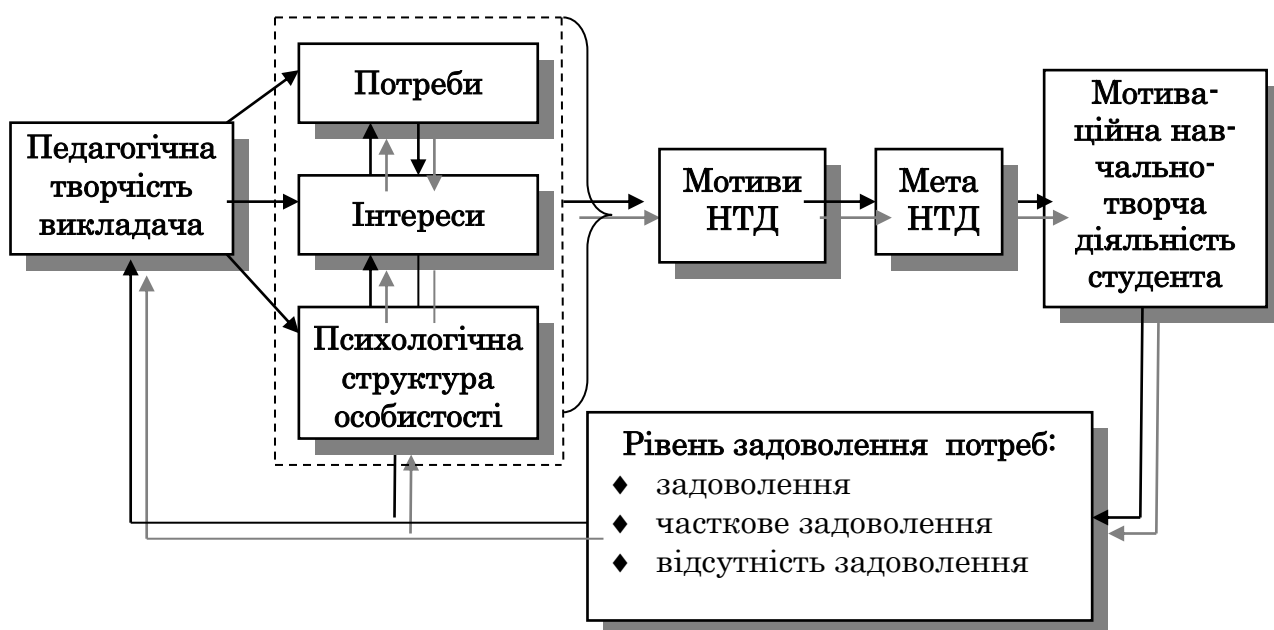 Педагогічна
творчість
викладача
Потреби
Інтереси
Психологічна
структура
особистості
Мотиви
НТД
Мета
НТД
Мотива-
ційна нав-
чально-
творча
діяльність
студента
Рівень задоволення потреб:
♦ задоволення
♦ часткове задоволення
♦ відсутність задоволення